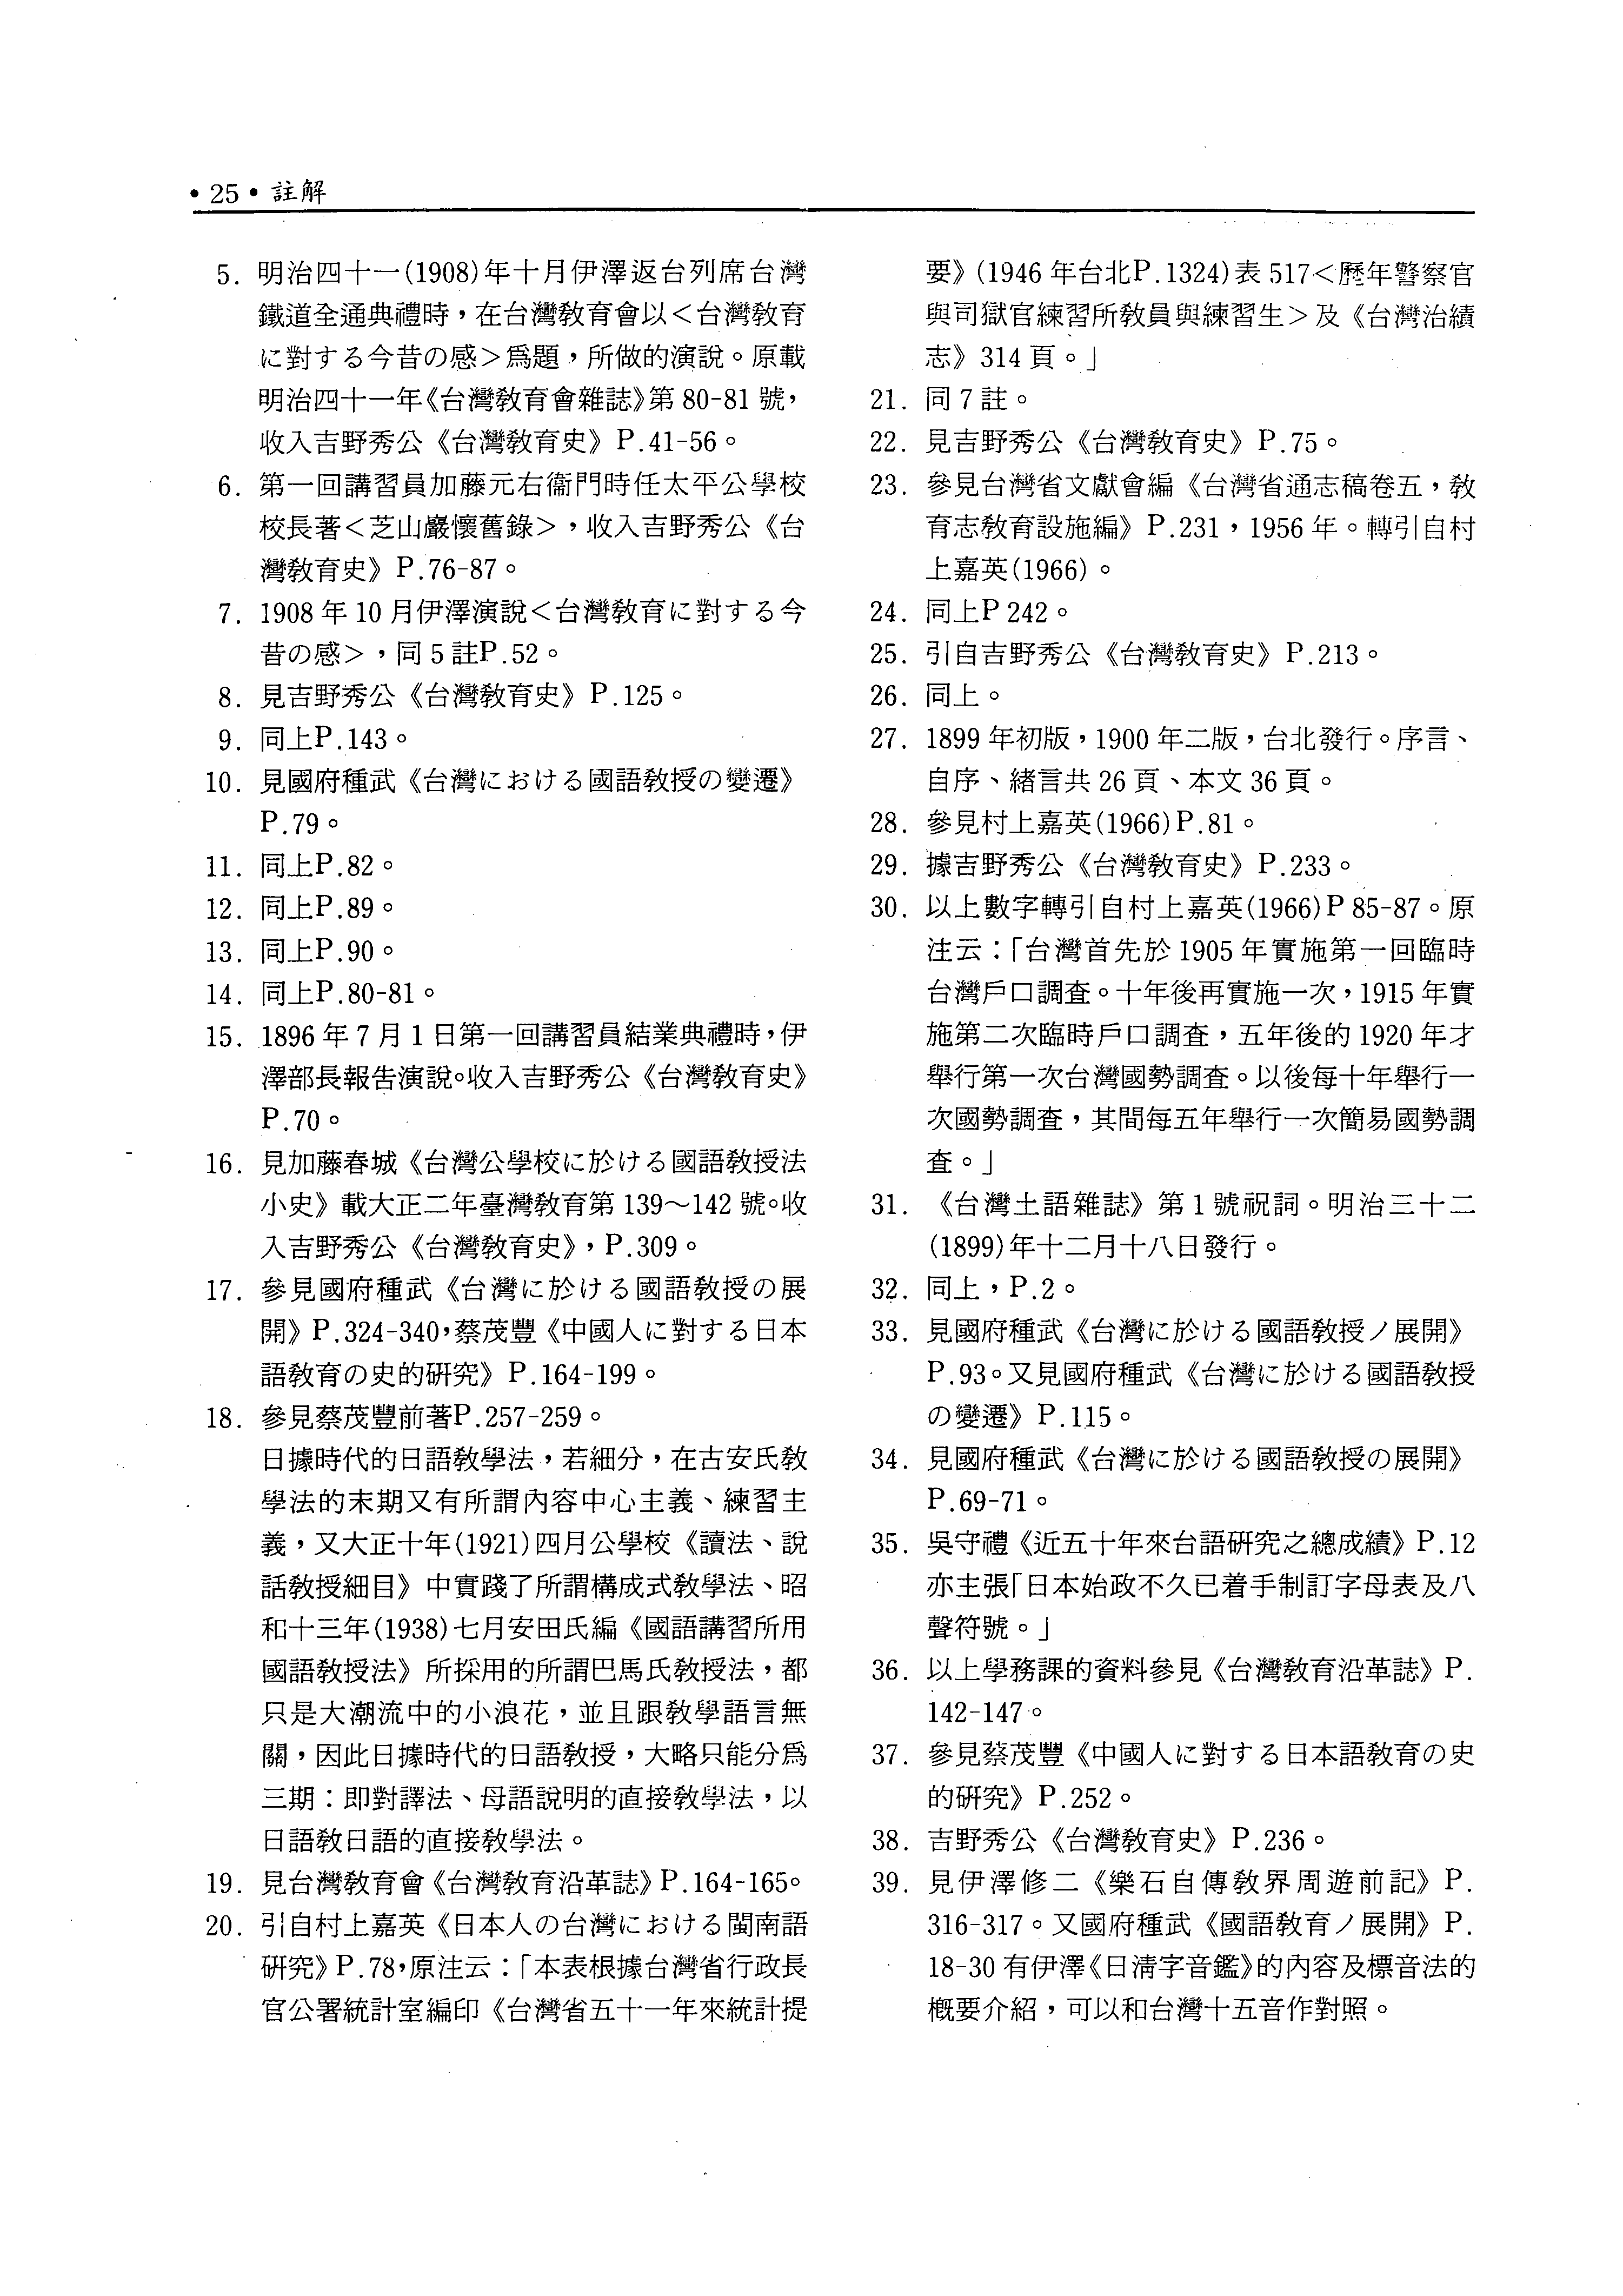 • 25 • 註解
5. 明治四十一(1908)年十月伊澤返台列席台灣
鐵道全通典禮時，在台灣敎育會以＜台灣敎育
に對する今昔の感＞爲題，所做的演說。原載
明治四十一年《台灣敎育會雜誌》第 80-81 號，
收入吉野秀公《台灣敎育史》P.41-56。
6. 第一回講習員加藤元右衞門時任太平公學校
校長著＜芝山巖懷舊錄＞，收入吉野秀公《台
灣敎育史》P.76-87。
7. 1908 年 10 月伊澤演說＜台灣敎育に對する今
昔の感＞，同 5 註P.52。
8. 見吉野秀公《台灣敎育史》P.125。
9. 同上P.143。
10. 見國府種武《台灣における國語敎授の變遷》
P.79。
11. 同上P.82。
12. 同上P.89。
13. 同上P.90。
14. 同上P.80-81。
15. 1896 年 7 月 1 日第一回講習員結業典禮時，伊
澤部長報告演說。收入吉野秀公《台灣敎育史》
P.70。
16. 見加藤春城《台灣公學校に於ける國語敎授法
小史》載大正二年臺灣敎育第 139～142 號。收
入吉野秀公《台灣敎育史》，P.309。
17. 參見國府種武《台灣に於ける國語敎授の展
開》P.324-340，蔡茂豐《中國人に對する日本
語敎育の史的硏究》P.164-199。
18. 參見蔡茂豐前著P.257-259。
日據時代的日語敎學法，若細分，在古安氏敎
學法的末期又有所謂內容中心主義、練習主
義，又大正十年(1921)四月公學校《讀法、說
話敎授細目》中實踐了所謂構成式敎學法、昭
和十三年(1938)七月安田氏編《國語講習所用
國語敎授法》所採用的所謂巴馬氏敎授法，都
只是大潮流中的小浪花，並且跟敎學語言無
關，因此日據時代的日語敎授，大略只能分爲
三期：即對譯法、母語說明的直接敎學法，以
日語敎日語的直接敎學法。
19. 見台灣敎育會《台灣敎育沿革誌》P.164-165。
20. 引自村上嘉英《日本人の台灣における閩南語
硏究》P.78，原注云：「本表根據台灣省行政長
官公署統計室編印《台灣省五十一年來統計提
要》(1946 年台北P.1324)表 517＜歷年警察官
與司獄官練習所敎員與練習生＞及《台灣治績
志》314 頁。」
21. 同 7 註。
22. 見吉野秀公《台灣敎育史》P.75。
23. 參見台灣省文獻會編《台灣省通志稿卷五，敎
育志敎育設施編》P.231，1956 年。轉引自村
上嘉英(1966)。
24. 同上P 242。
25. 引自吉野秀公《台灣敎育史》P.213。
26. 同上。
27. 1899 年初版，1900 年二版，台北發行。序言、
自序、緒言共 26 頁、本文 36 頁。
28. 參見村上嘉英(1966)P.81。
29. 據吉野秀公《台灣敎育史》P.233。
30. 以上數字轉引自村上嘉英(1966)P 85-87。原
注云：「台灣首先於 1905 年實施第一回臨時
台灣戶口調查。十年後再實施一次，1915 年實
施第二次臨時戶口調查，五年後的 1920 年才
舉行第一次台灣國勢調查。以後每十年舉行一
次國勢調查，其間每五年舉行一次簡易國勢調
查。」
31. 《台灣土語雜誌》第 1 號祝詞。明治三十二
(1899)年十二月十八日發行。
32. 同上，P.2。
33. 見國府種武《台灣に於ける國語敎授ノ展開》
P.93。又見國府種武《台灣に於ける國語敎授
の變遷》P.115。
34. 見國府種武《台灣に於ける國語敎授の展開》
P.69-71。
35. 吳守禮《近五十年來台語硏究之總成績》P.12
亦主張「日本始政不久已着手制訂字母表及八
聲符號。」
36. 以上學務課的資料參見《台灣敎育沿革誌》P.
142-147。
37. 參見蔡茂豐《中國人に對する日本語敎育の史
的硏究》P.252。
38. 吉野秀公《台灣敎育史》P.236。
39. 見伊澤修二《樂石自傳敎界周遊前記》P.
316-317。又國府種武《國語敎育ノ展開》P.
18-30 有伊澤《日淸字音鑑》的內容及標音法的
槪要介紹，可以和台灣十五音作對照。